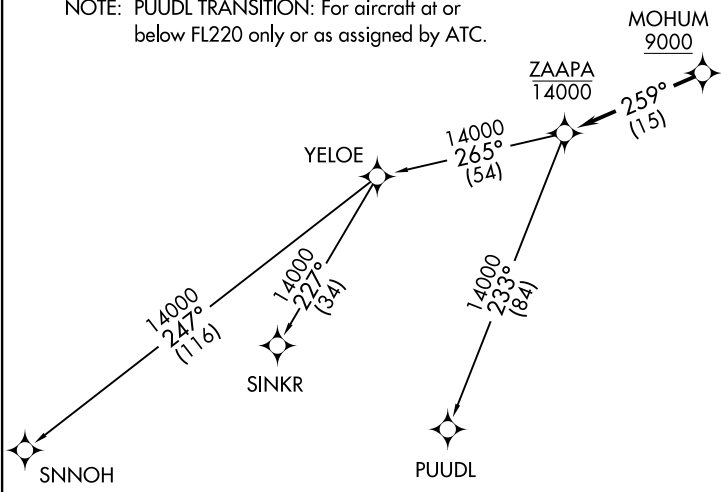 NOTE: PUUDL TRANSITION: For aircraft at or
below FL220 only or as assigned by ATC.
MOHUM
9000
ZAAPA
14000
259°
(15)
14000
265°
(54)
YELOE
14000
247°
(116)
14000
227°
(34)
14000
233°
(84)
SINKR
SNNOH
PUUDL